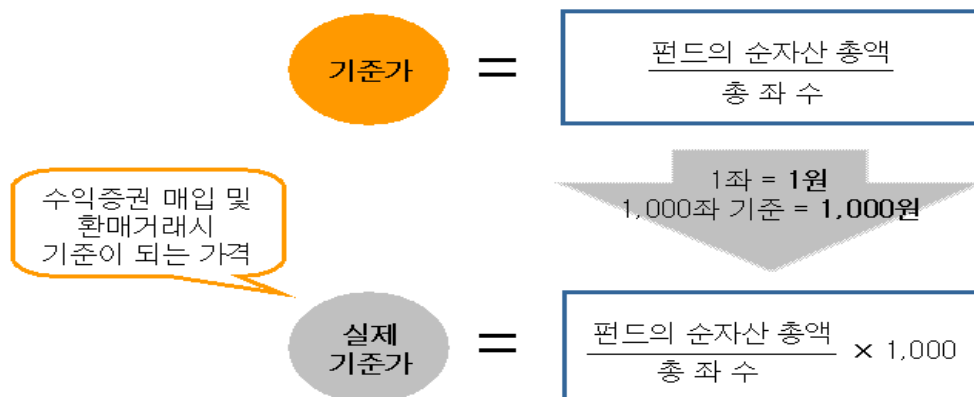 기준가
=
펀드의 순자산 총액
총 좌 수
1좌 = 1원
1,000좌 기준 = 1,000원
수익증권 매입 및
환매거래시
기준이 되는 가격
실제
기준가
=
펀드의 순자산 총액
총 좌 수
× 1,000